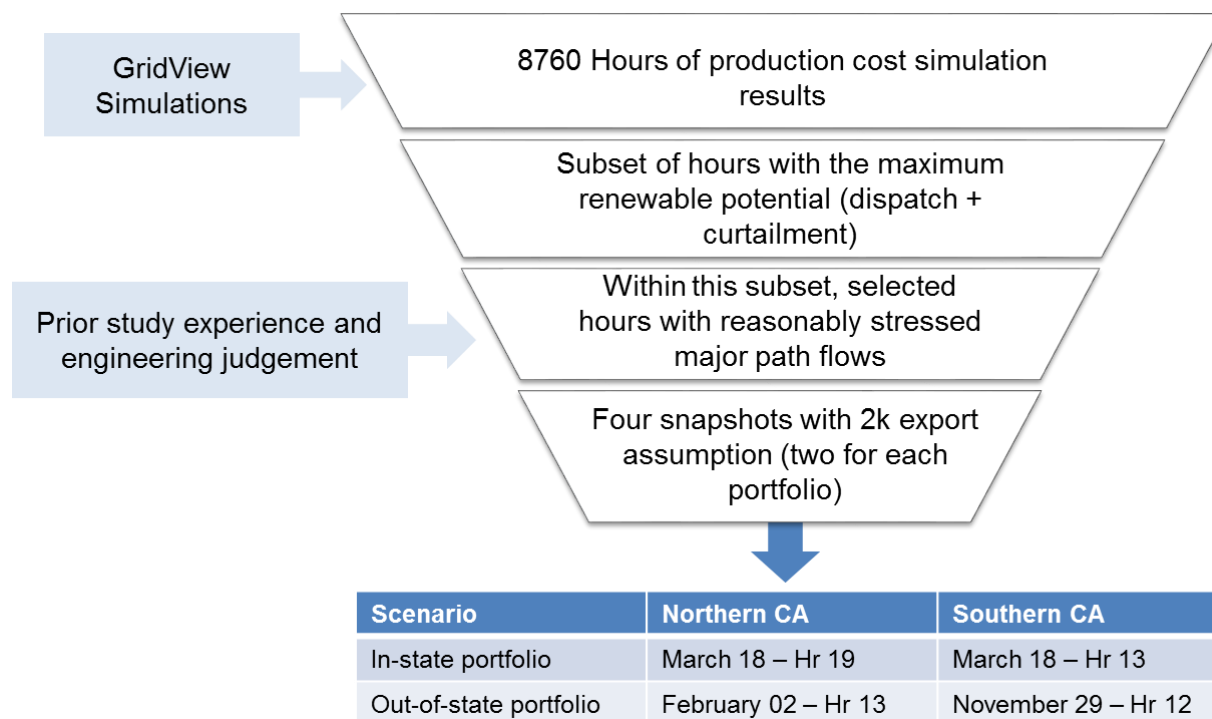 GridView
Simulations
8760 Hours of production cost simulation
results
Subset of hours with the maximum
renewable potential (dispatch +
curtailment)
Prior study experience and
engineering judgement
Within this subset, selected
hours with reasonably stressed
major path flows
Four snapshots with 2k export
assumption (two for each
portfolio)
Scenario Northern CA Southern CA
In-state portfolio March 18 – Hr 19 March 18 – Hr 13
Out-of-state portfolio February 02 – Hr 13 November 29 – Hr 12